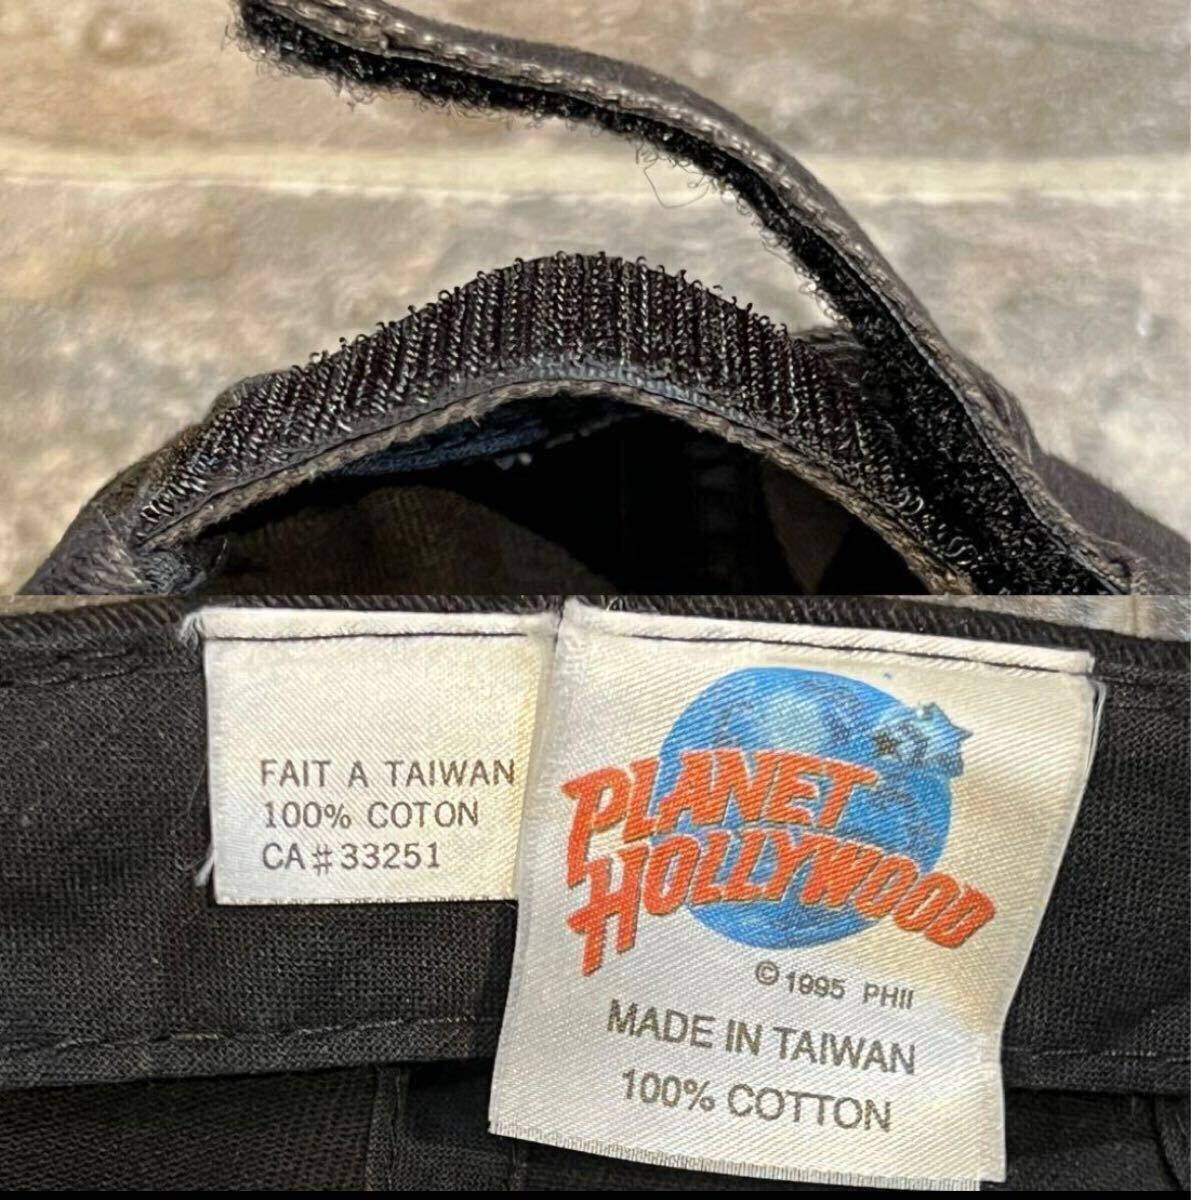 FAIT A TAIWAN
100% COTON
CA#33251
PLANET
HOLLYWOOD
©1995 PHII
MADE IN TAIWAN
100% COTTON